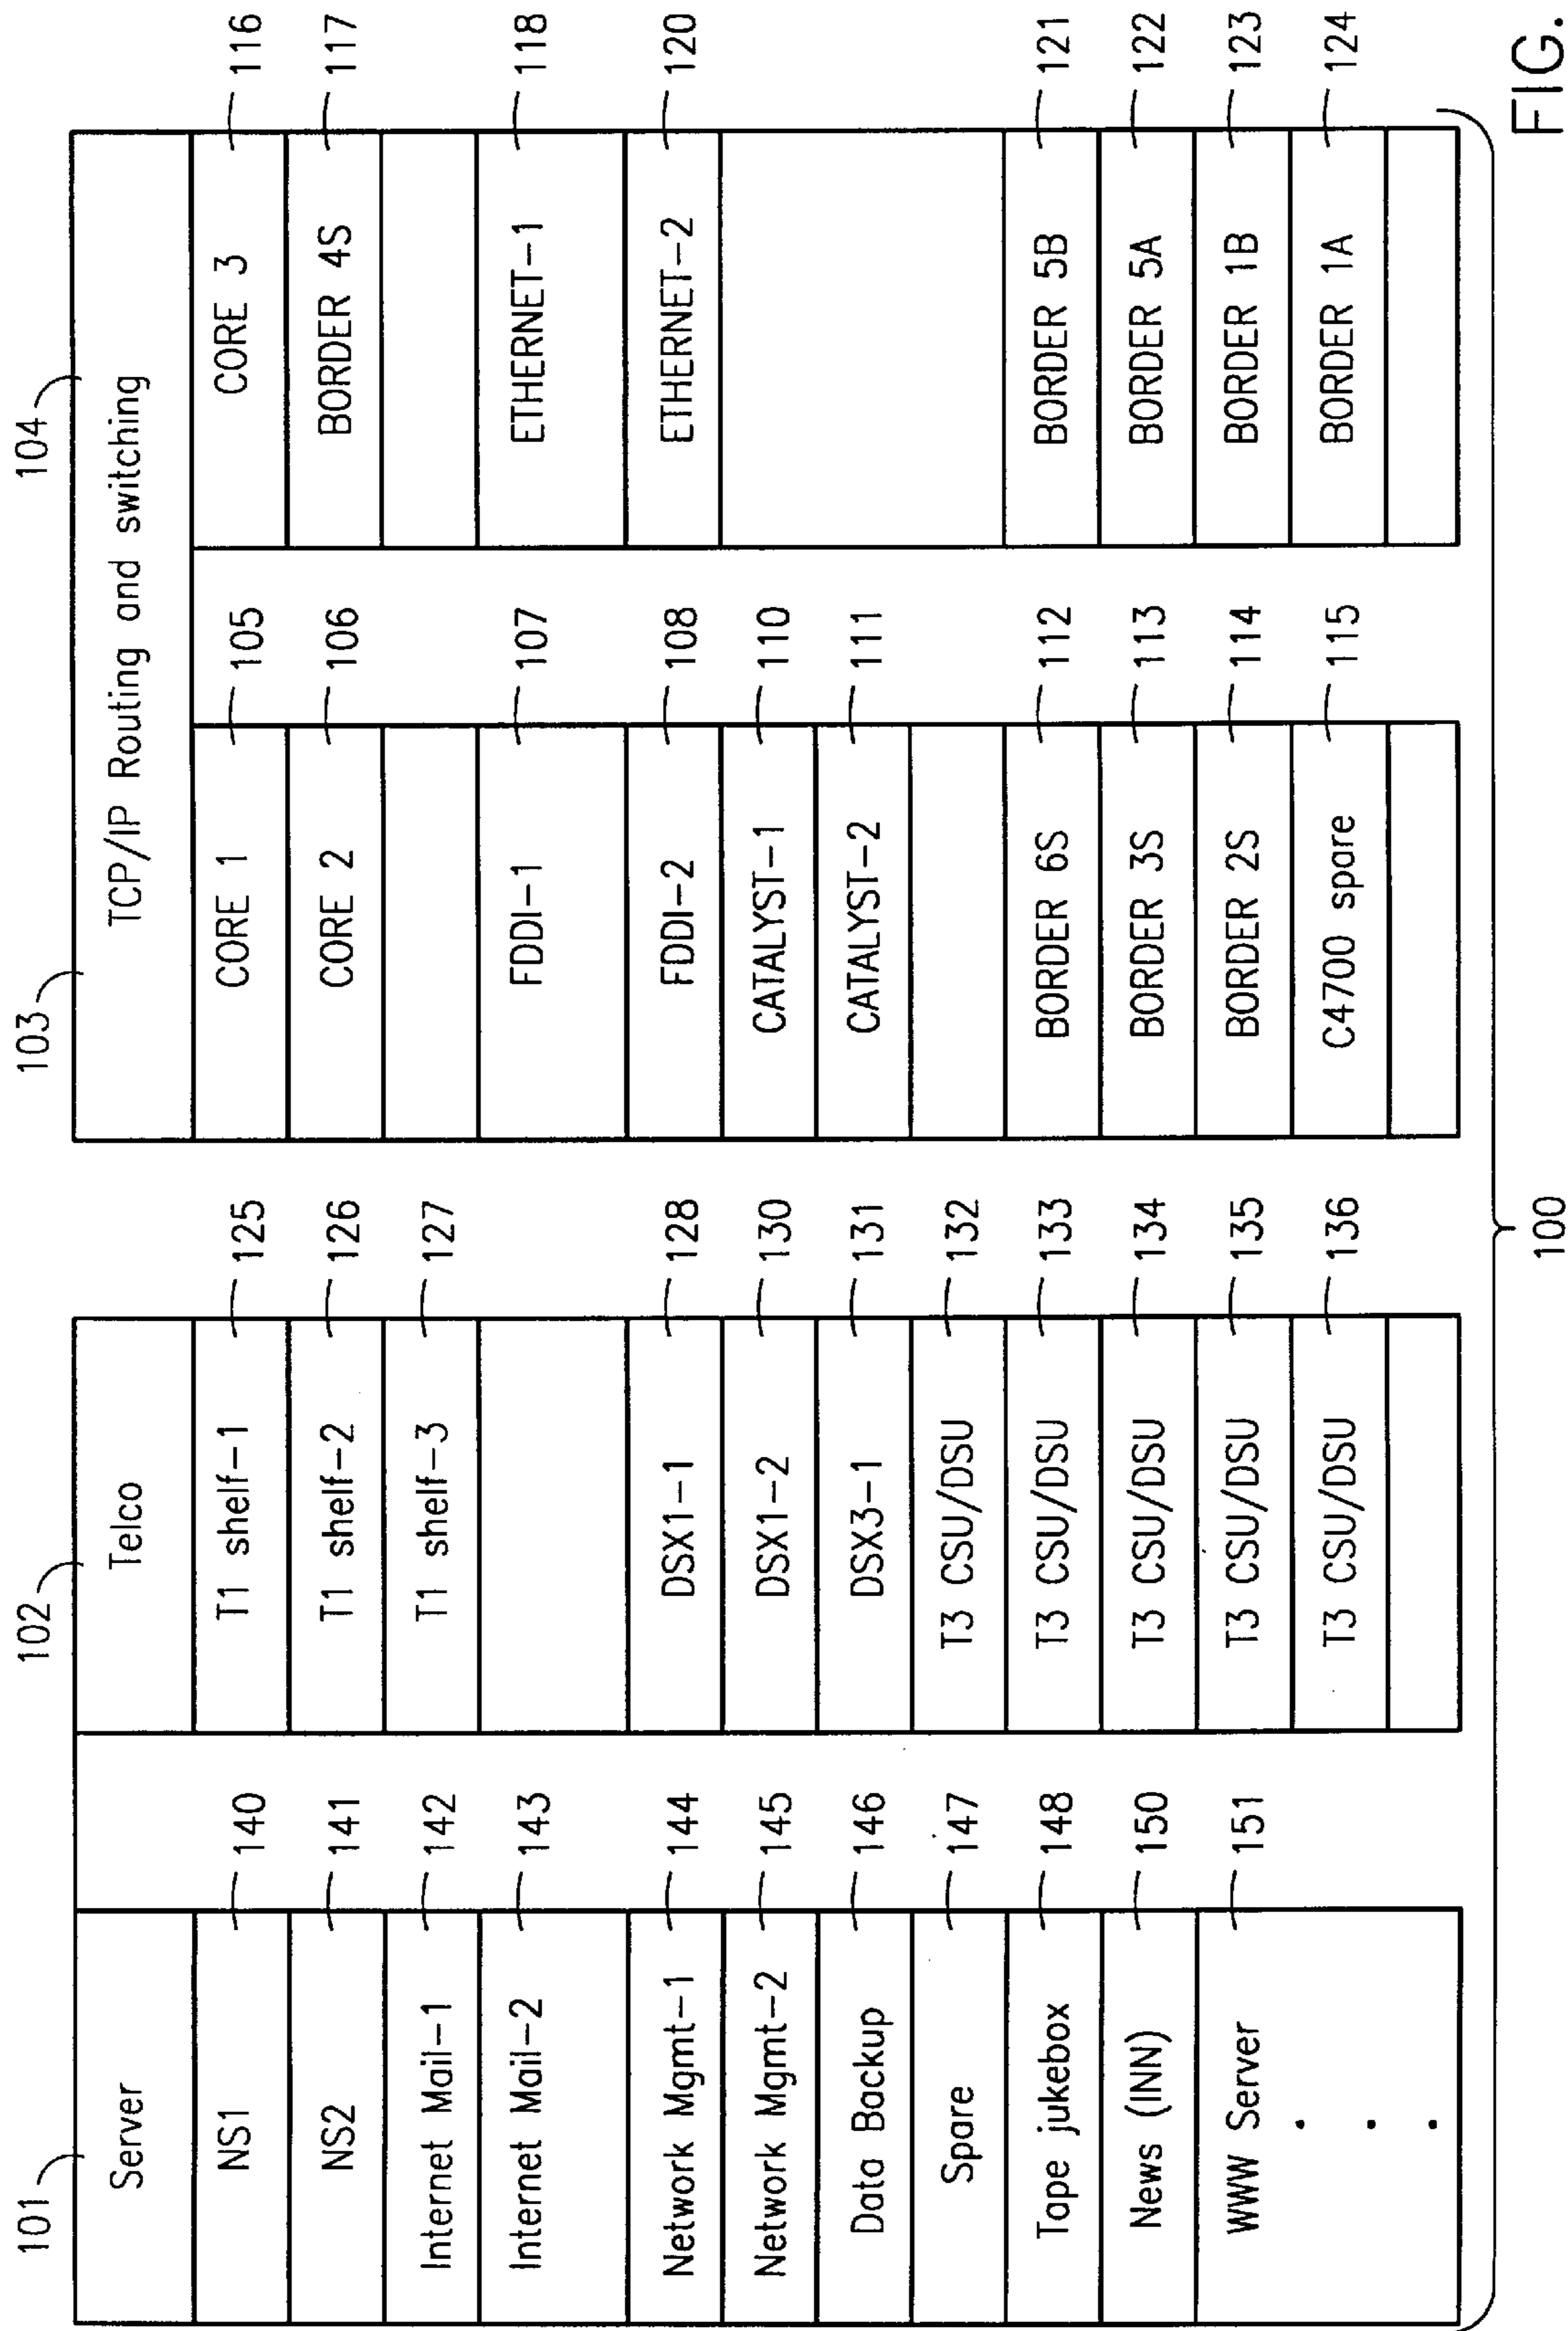 101
102
103
104
Server
Telco
TCP/IP Routing and switching
NS1
140
NS2
141
Internet Mail-1
142
Internet Mail-2
143
Network Mgmt-1
144
Network Mgmt-2
145
Data Backup
146
Spare
147
Tape jukebox
148
News (INN)
150
WWW Server
151
T1 shelf-1
125
T1 shelf-2
126
T1 shelf-3
127
DSX1-1
128
DSX1-2
130
DSX3-1
131
T3 CSU/DSU
132
T3 CSU/DSU
133
T3 CSU/DSU
134
T3 CSU/DSU
135
T3 CSU/DSU
136
CORE 1
105
CORE 2
106
FDDI-1
107
FDDI-2
108
CATALYST-1
110
CATALYST-2
111
BORDER 6S
112
BORDER 3S
113
BORDER 2S
114
C4700 spare
115
CORE 3
116
BORDER 4S
117
ETHERNET-1
118
ETHERNET-2
120
BORDER 5B
121
BORDER 5A
122
BORDER 1B
123
BORDER 1A
124
100
FIG.